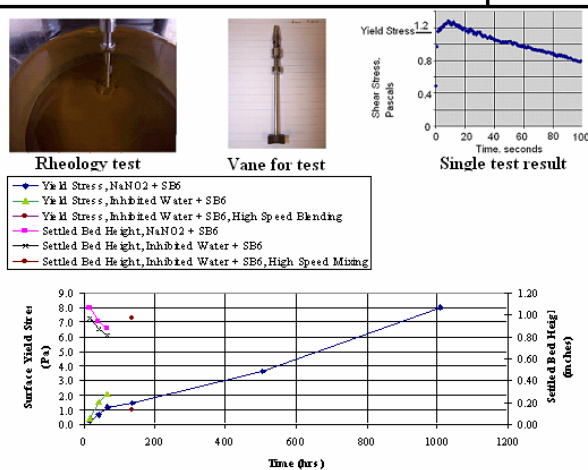 Yield Stress
1.2
0.8
0.4
0
Shear Stress,
Pascals
0 20 40 60 80 100
Time, seconds
Rheology test
Vane for test
Single test result
Yield Stress, NaNO2 + SB6
Yield Stress, Inhibited Water + SB6
Yield Stress, Inhibited Water + SB6, High Speed Blending
Settled Bed Height, NaNO2 + SB6
Settled Bed Height, Inhibited Water + SB6
Settled Bed Height, Inhibited Water + SB6, High Speed Mixing
Surface Yield Stres
(Pa)
9.0
8.0
7.0
6.0
5.0
4.0
3.0
2.0
1.0
0.0
1.20
1.00
0.80
0.60
0.40
0.20
0.00
Settled Bed Heigl
(inches)
0 200 400 600 800 1000 1200
Time (hrs)